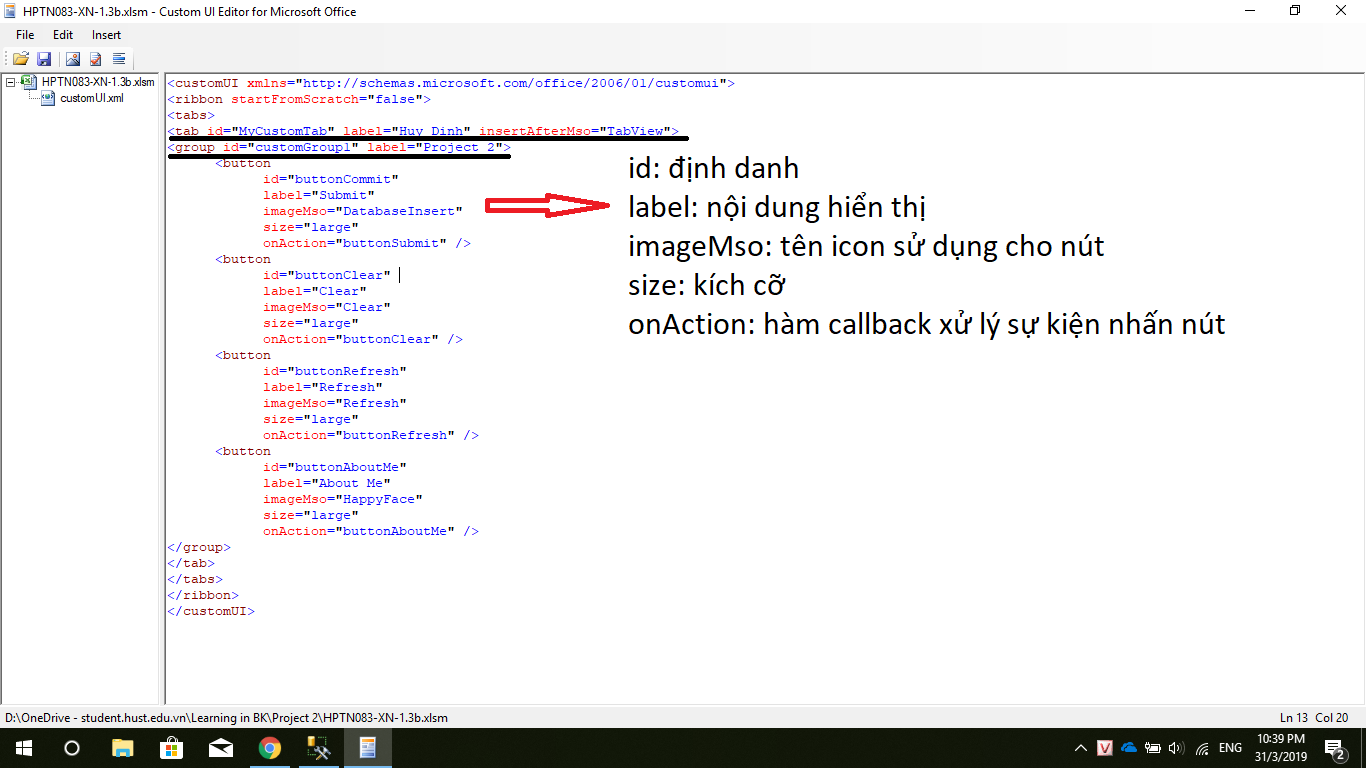 HPTN083-XN-1.3b.xlsm - Custom UI Editor for Microsoft Office
File Edit Insert
HPTN083-XN-1.3b.xlsm
customUI.xml
<customUI xmlns="http://schemas.microsoft.com/office/2006/01/customui">
<ribbon startFromScratch="false">
<tabs>
<tab id="MyCustomTab" label="Huy Dinh" insertAfterMso="TabView">
<group id="customGroup1" label="Project 2">
<button
id="buttonCommit"
label="Submit"
imageMso="DatabaseInsert"
size="large"
onAction="buttonSubmit" />
<button
id="buttonClear"
label="Clear"
imageMso="Clear"
size="large"
onAction="buttonClear" />
<button
id="buttonRefresh"
label="Refresh"
imageMso="Refresh"
size="large"
onAction="buttonRefresh" />
<button
id="buttonAboutMe"
label="About Me"
imageMso="HappyFace"
size="large"
onAction="buttonAboutMe" />
</group>
</tab>
</tabs>
</ribbon>
</customUI>
id: định danh
label: nội dung hiển thị
imageMso: tên icon sử dụng cho nút
size: kích cỡ
onAction: hàm callback xử lý sự kiện nhấn nút
D:\OneDrive - student.hust.edu.vn\Learning in BK\Project 2\HPTN083-XN-1.3b.xlsm
Ln 13 Col 20
V
ENG
10:39 PM
31/3/2019
2